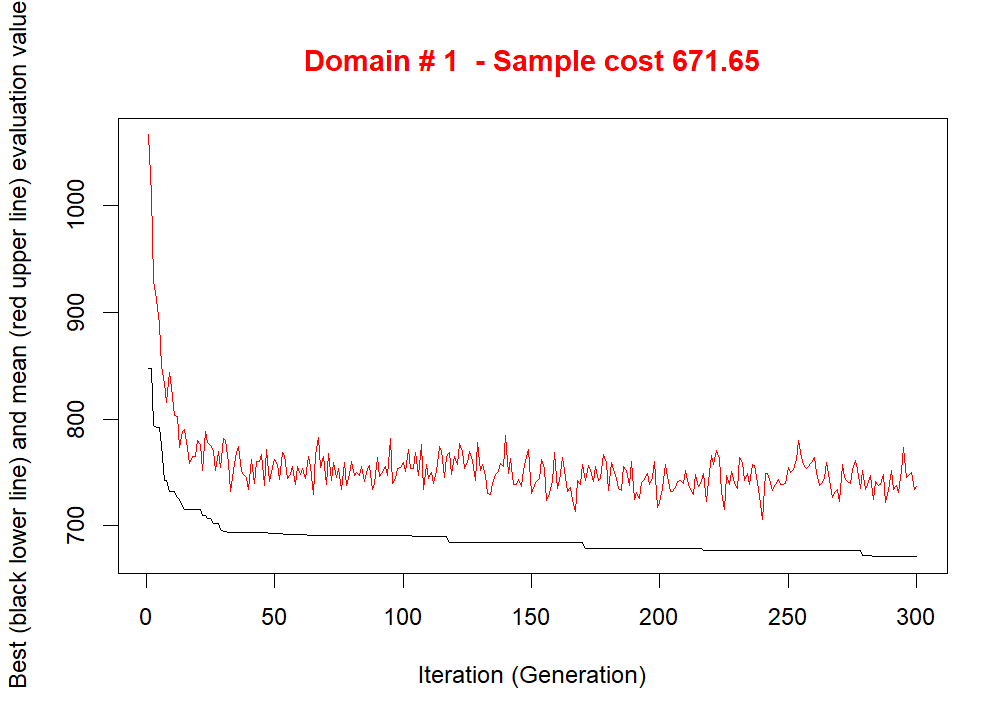 Domain # 1  - Sample cost 671.65
Best (black lower line) and mean (red upper line) evaluation value
1000
900
800
700
0 50 100 150 200 250 300
Iteration (Generation)